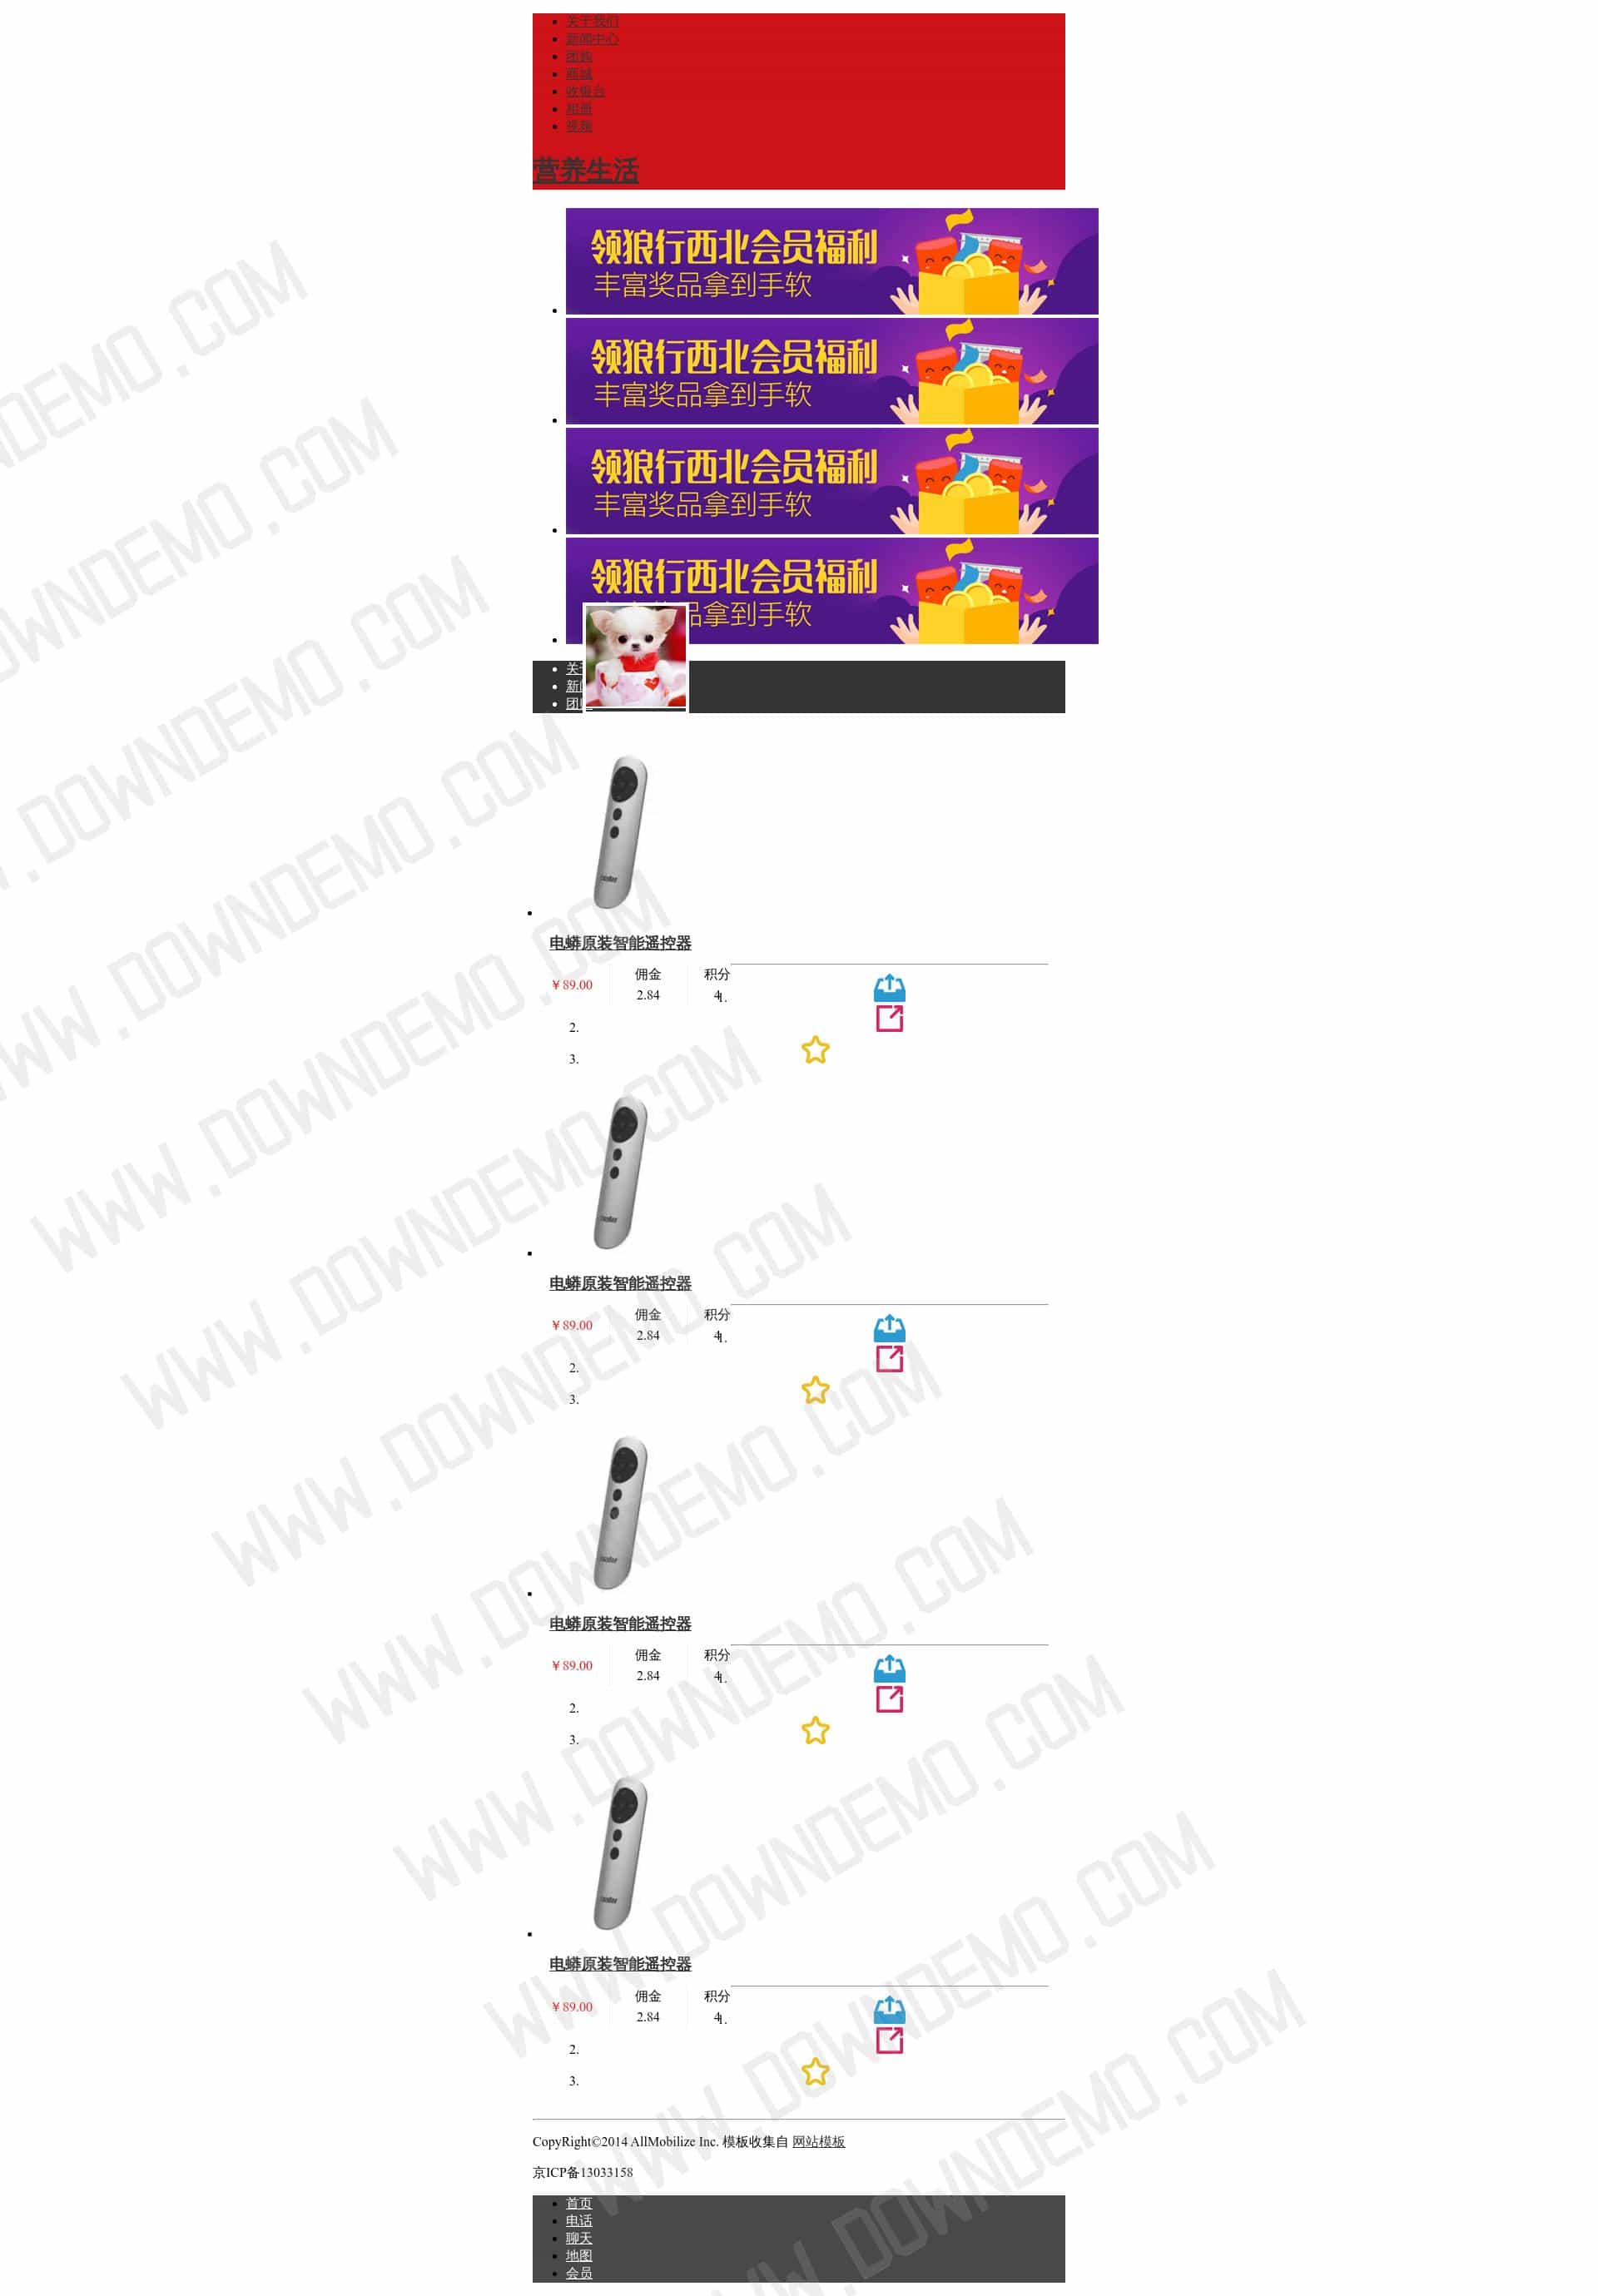 关于我们
新闻中心
团购
商城
收银台
相册
视频
营养生活
领狼行西北会员福利
丰富奖品拿到手软
领狼行西北会员福利
丰富奖品拿到手软
领狼行西北会员福利
丰富奖品拿到手软
领狼行西北会员福利
品拿到手软
电蟒原装智能遥控器
￥89.00
佣金
2.84
积分
4
1.
2.
3.
电蟒原装智能遥控器
￥89.00
佣金
2.84
积分
4
1.
2.
3.
电蟒原装智能遥控器
￥89.00
佣金
2.84
积分
4
1.
2.
3.
电蟒原装智能遥控器
￥89.00
佣金
2.84
积分
4
1.
2.
3.
CopyRight©2014 AllMobilize Inc. 模板收集自 网站模板
京ICP备13033158
首页
电话
聊天
地图
会员
WWW.DOWNDEMO.COM